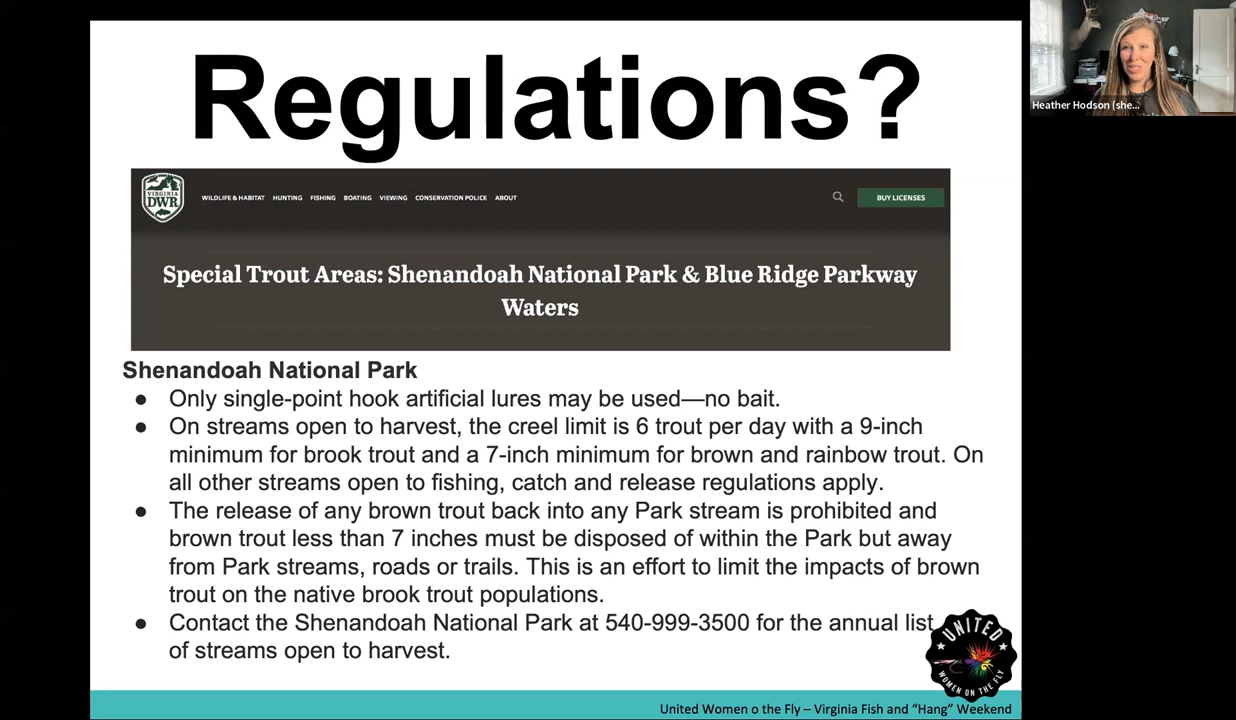 Regulations?
VIRGINIA
DWR
WILDLIFE & HABITAT HUNTING FISHING BOATING VIEWING CONSERVATION POLICE ABOUT
BUY LICENSES
Special Trout Areas: Shenandoah National Park & Blue Ridge Parkway
Waters
Shenandoah National Park
● Only single-point hook artificial lures may be used—no bait.
● On streams open to harvest, the creel limit is 6 trout per day with a 9-inch
minimum for brook trout and a 7-inch minimum for brown and rainbow trout. On
all other streams open to fishing, catch and release regulations apply.
● The release of any brown trout back into any Park stream is prohibited and
brown trout less than 7 inches must be disposed of within the Park but away
from Park streams, roads or trails. This is an effort to limit the impacts of brown
trout on the native brook trout populations.
● Contact the Shenandoah National Park at 540-999-3500 for the annual list
of streams open to harvest.
UNITED
WOMEN ON THE FLY
United Women o the Fly – Virginia Fish and “Hang” Weekend
Heather Hodson (she...